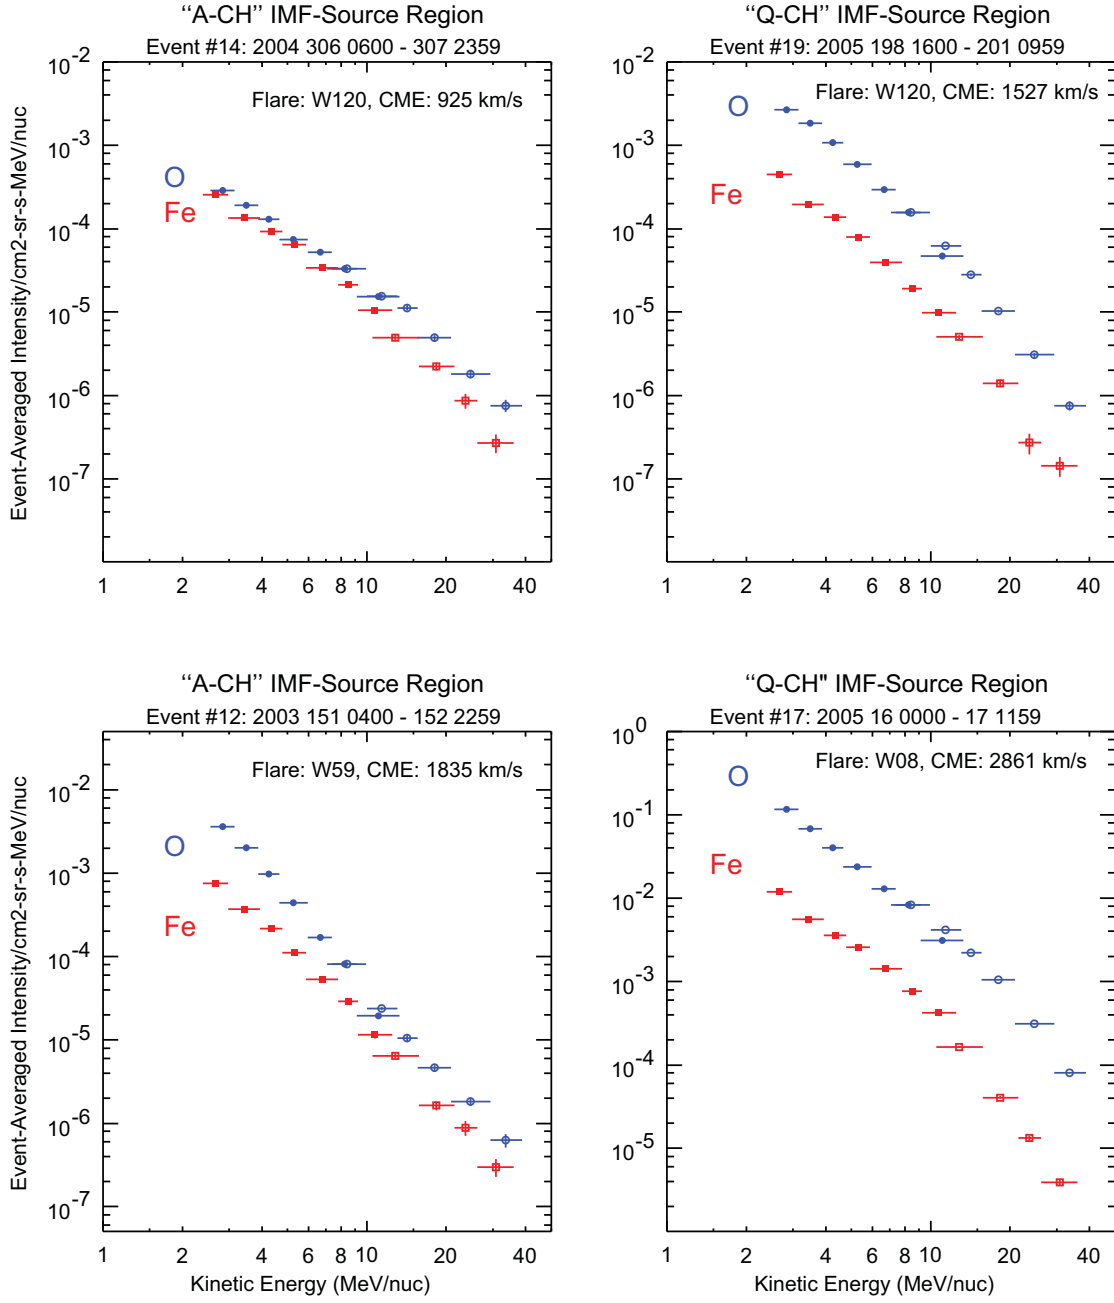 “A-CH” IMF-Source Region
Event #14: 2004 306 0600 - 307 2359
Flare: W120, CME: 925 km/s
O
Fe
Event-Averaged Intensity/cm2-sr-s-MeV/nuc
10-2
10-3
10-4
10-5
10-6
10-7
1 2 4 6 8 10 20 40
“Q-CH” IMF-Source Region
Event #19: 2005 198 1600 - 201 0959
Flare: W120, CME: 1527 km/s
O
Fe
10-2
10-3
10-4
10-5
10-6
10-7
1 2 4 6 8 10 20 40
“A-CH” IMF-Source Region
Event #12: 2003 151 0400 - 152 2259
Flare: W59, CME: 1835 km/s
O
Fe
Event-Averaged Intensity/cm2-sr-s-MeV/nuc
10-2
10-3
10-4
10-5
10-6
10-7
1 2 4 6 8 10 20 40
Kinetic Energy (MeV/nuc)
“Q-CH" IMF-Source Region
Event #17: 2005 16 0000 - 17 1159
Flare: W08, CME: 2861 km/s
O
Fe
100
10-1
10-2
10-3
10-4
10-5
1 2 4 6 8 10 20 40
Kinetic Energy (MeV/nuc)